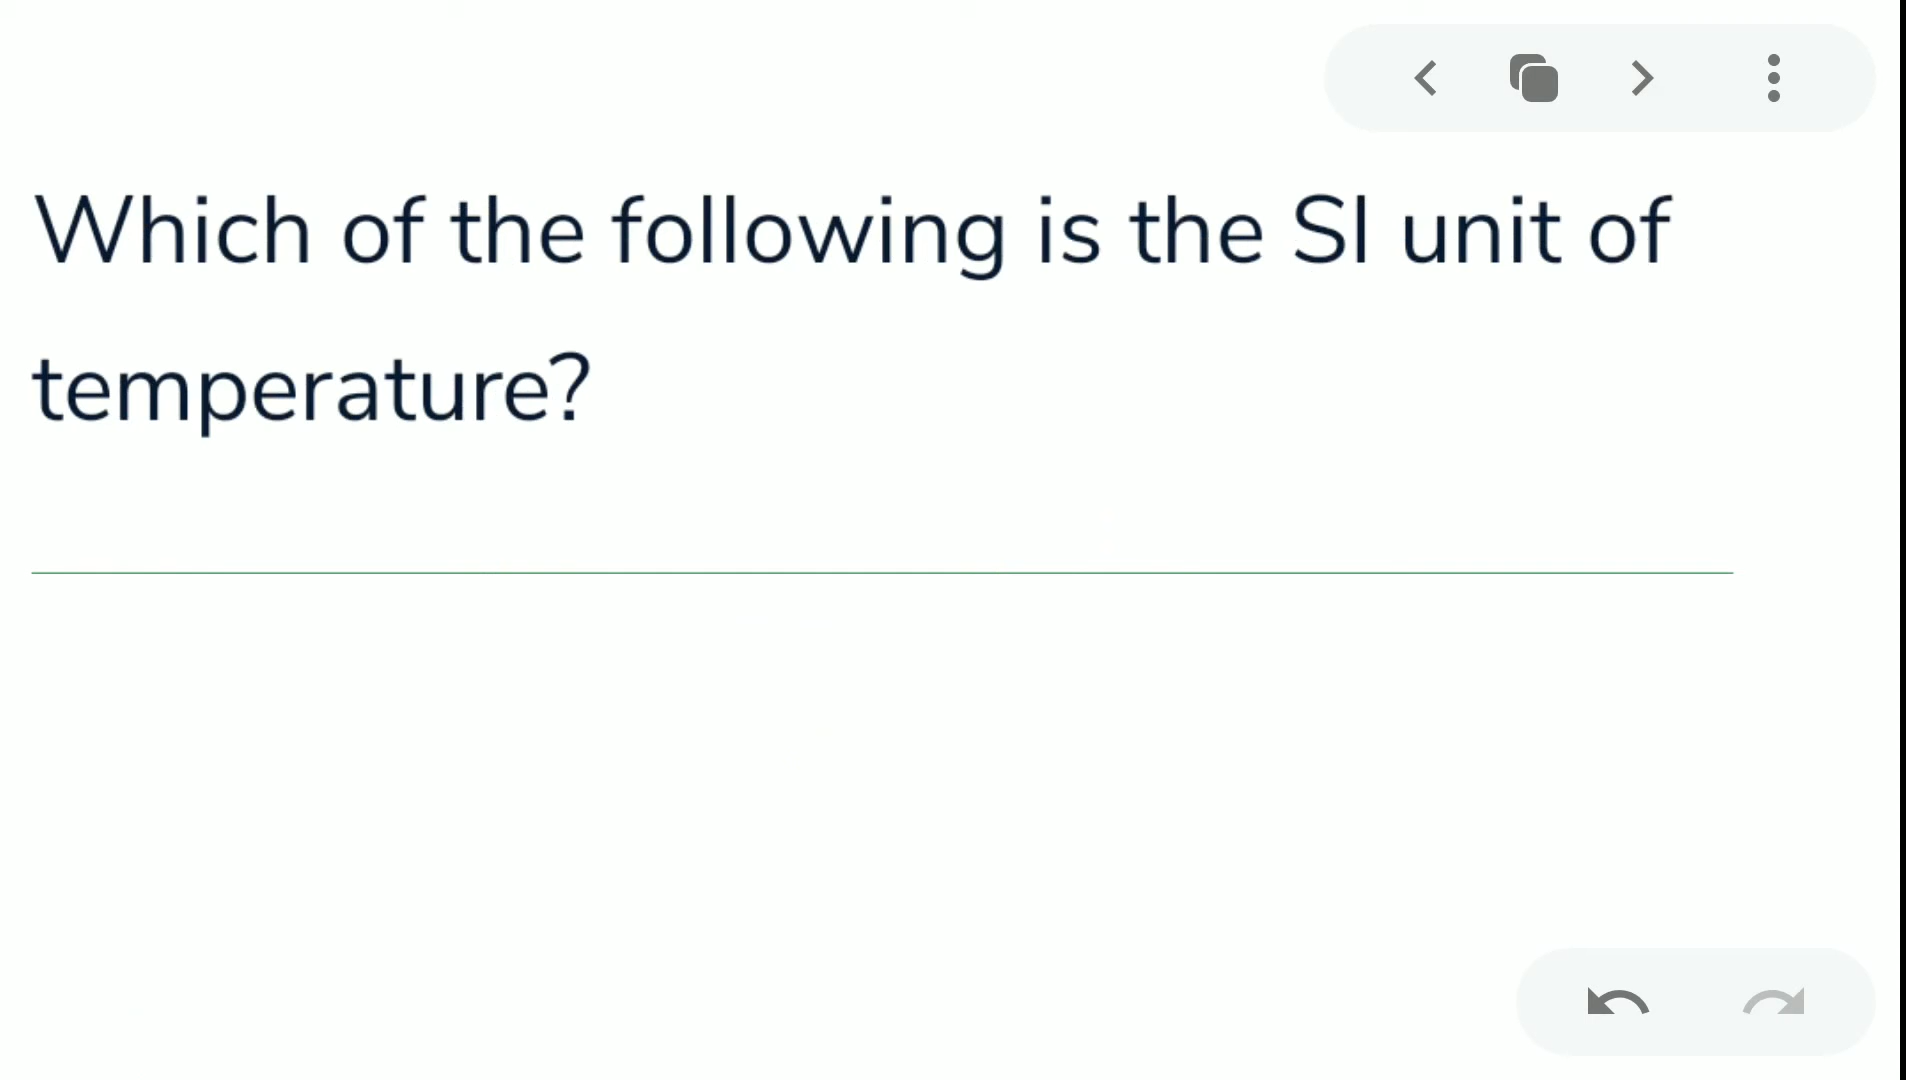 Which of the following is the SI unit of
temperature?